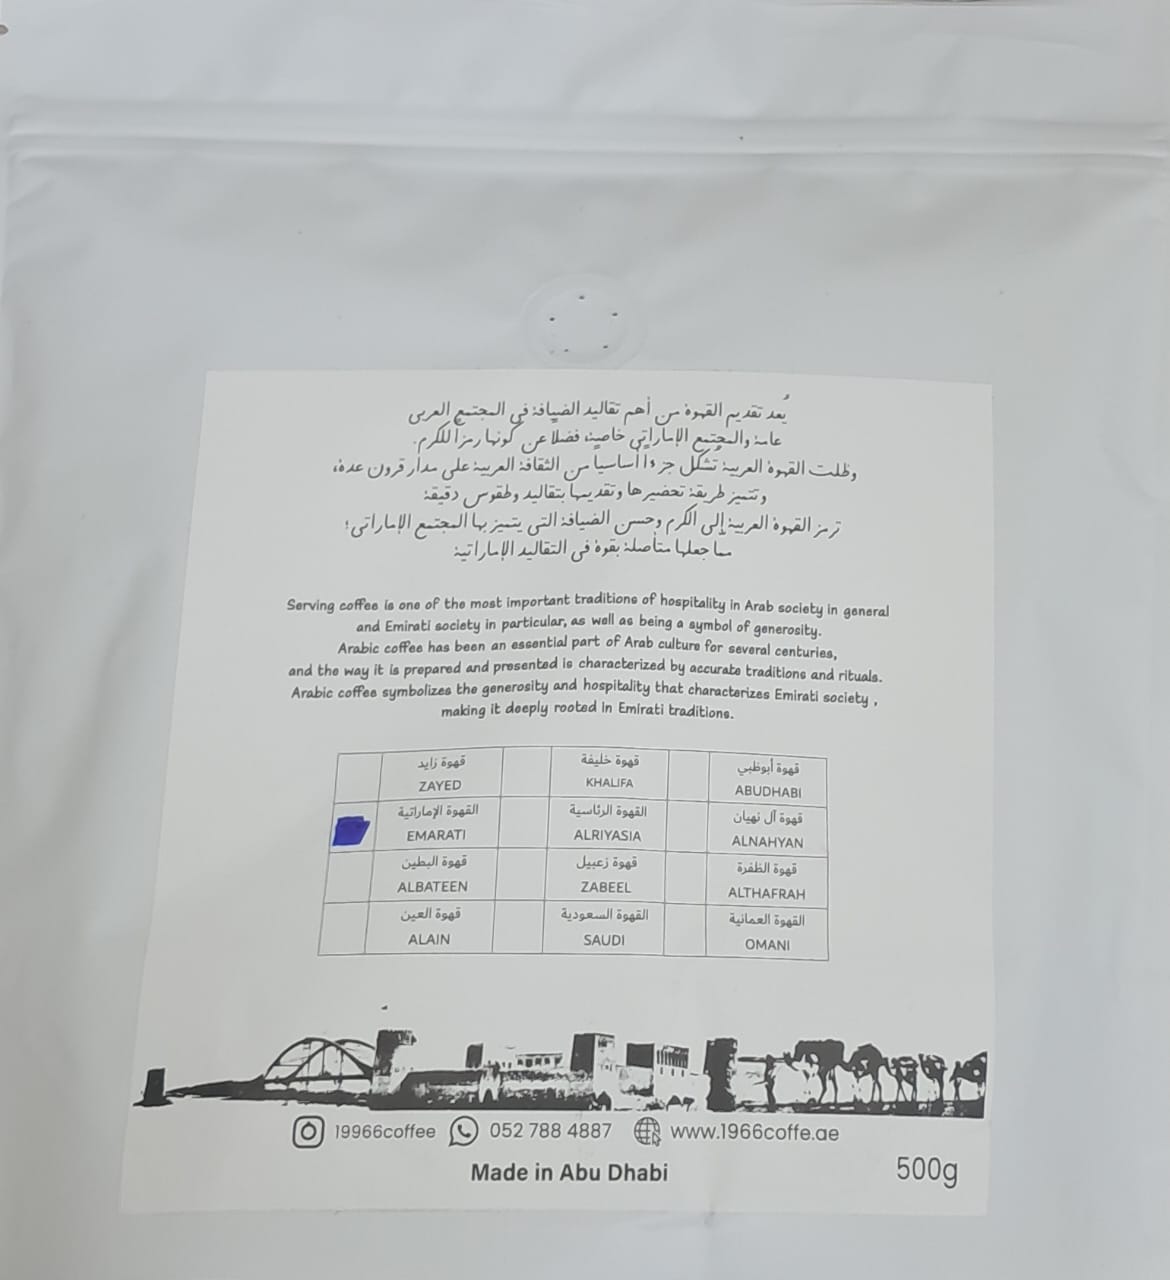 يُعد تقديم القهوة من أهم تقاليد الضيافة في المجتمع العربي
عامة والمجتمع الإماراتي خاصة، فضلاً عن كونها رمزاً للكرم.
وظلت القهوة العربية تشكل جزءاً أساسيا من الثقافة العربية على مدار قرون عدة،
وتتميز طريقة تحضيرها وتقديمها بتقاليد وطقوس دقيقة
ترمز القهوة العربية إلى الكرم وحسن الضيافة التي يتميز بها المجتمع الإماراتي؛
مما جعلها متأصلة بقوة في التقاليد الإماراتية
Serving coffee is one of the most important traditions of hospitality in Arab society in general
and Emirati society in particular, as well as being a symbol of generosity.
Arabic coffee has been an essential part of Arab culture for several centuries,
and the way it is prepared and presented is characterized by accurate traditions and rituals.
Arabic coffee symbolizes the generosity and hospitality that characterizes Emirati society ,
making it deeply rooted in Emirati traditions.
قهوة زايد قهوة خليفة قهوة أبوظبي
ZAYED KHALIFA ABUDHABI
القهوة الإماراتية القهوة الرئاسية قهوة آل نهيان
EMARATI ALRIYASIA ALNAHYAN
قهوة البطين قهوة زعبيل قهوة الظفرة
ALBATEEN ZABEEL ALTHAFRAH
قهوة العين القهوة السعودية القهوة العمانية
ALAIN SAUDI OMANI
19966coffee 052 788 4887 www.1966coffe.ae
Made in Abu Dhabi 500g